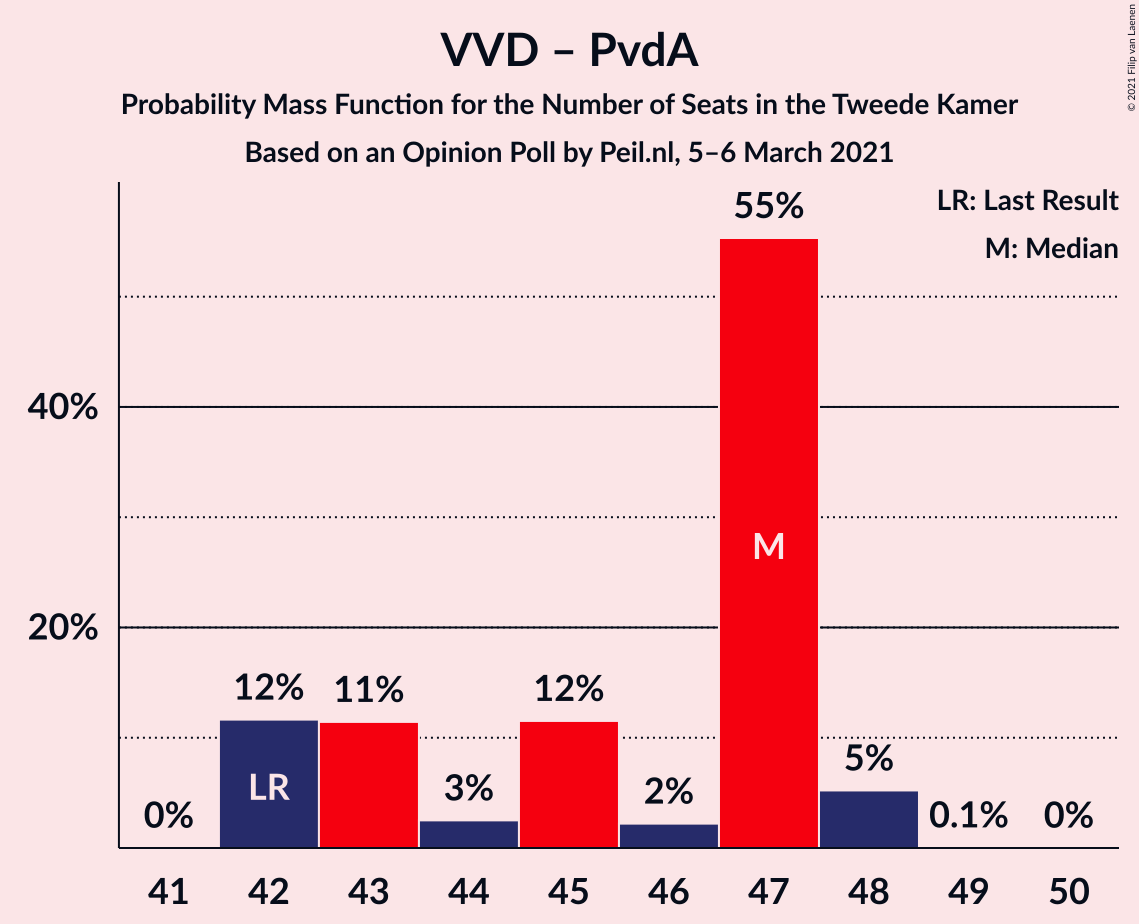 VVD – PvdA
Probability Mass Function for the Number of Seats in the Tweede Kamer
Based on an Opinion Poll by Peil.nl, 5–6 March 2021
© 2021 Filip van Laenen
LR: Last Result
M: Median
55%
40%
M
20%
12%
11%
12%
5%
LR
3%
2%
0%
0.1%
0%
41 42 43 44 45 46 47 48 49 50